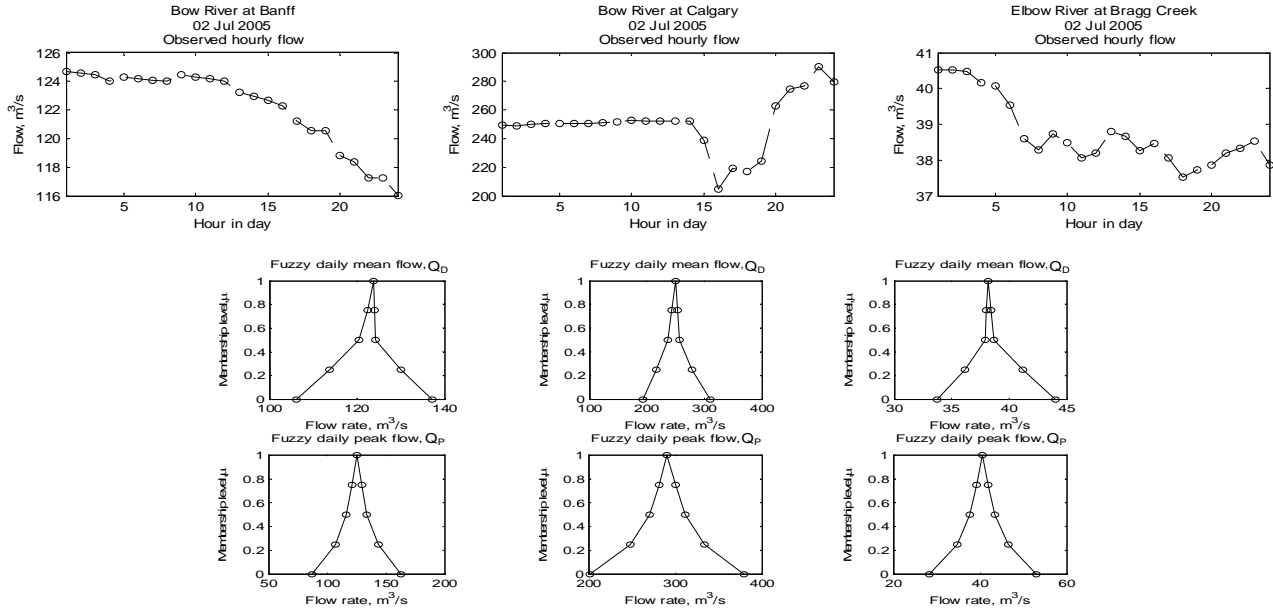 Bow River at Banff
02 Jul 2005
Observed hourly flow
126
124
122
120
118
116
Flow, m³/s
5
10
15
20
Hour in day
Bow River at Calgary
02 Jul 2005
Observed hourly flow
300
280
260
240
220
200
Flow, m³/s
5
10
15
20
Hour in day
Elbow River at Bragg Creek
02 Jul 2005
Observed hourly flow
41
40
39
38
37
Flow, m³/s
5
10
15
20
Hour in day
Fuzzy daily mean flow, Q_D
1
0.8
0.6
0.4
0.2
0
Membership level, μ
100
120
140
Flow rate, m³/s
Fuzzy daily mean flow, Q_D
1
0.8
0.6
0.4
0.2
0
Membership level, μ
100
200
300
400
Flow rate, m³/s
Fuzzy daily mean flow, Q_D
1
0.8
0.6
0.4
0.2
0
Membership level, μ
30
35
40
45
Flow rate, m³/s
Fuzzy daily peak flow, Q_P
1
0.8
0.6
0.4
0.2
0
Membership level, μ
50
100
150
200
Flow rate, m³/s
Fuzzy daily peak flow, Q_P
1
0.8
0.6
0.4
0.2
0
Membership level, μ
200
300
400
Flow rate, m³/s
Fuzzy daily peak flow, Q_P
1
0.8
0.6
0.4
0.2
0
Membership level, μ
20
40
60
Flow rate, m³/s